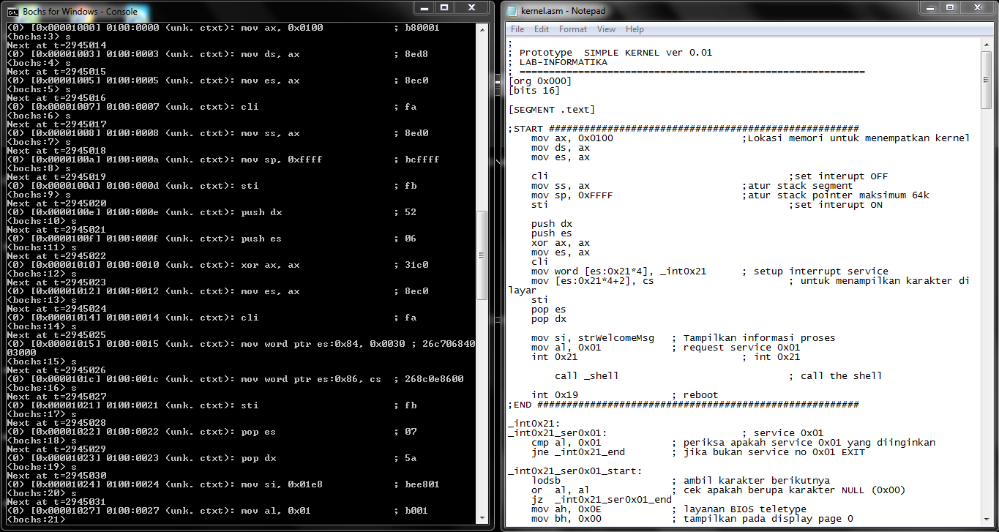 Bochs for Windows - Console
(0) [0x00001000] 0100:0000 (unk. ctxt): mov ax, 0x0100 ; b80001
<bochs:3> s
Next at t=2945014
(0) [0x00001003] 0100:0003 (unk. ctxt): mov ds, ax ; 8ed8
<bochs:4> s
Next at t=2945015
(0) [0x00001005] 0100:0005 (unk. ctxt): mov es, ax ; 8ec0
<bochs:5> s
Next at t=2945016
(0) [0x00001007] 0100:0007 (unk. ctxt): cli ; fa
<bochs:6> s
Next at t=2945017
(0) [0x00001008] 0100:0008 (unk. ctxt): mov ss, ax ; 8ed0
<bochs:7> s
Next at t=2945018
(0) [0x0000100a] 0100:000a (unk. ctxt): mov sp, 0xffff ; bcffff
<bochs:8> s
Next at t=2945019
(0) [0x0000100d] 0100:000d (unk. ctxt): sti ; fb
<bochs:9> s
Next at t=2945020
(0) [0x0000100e] 0100:000e (unk. ctxt): push dx ; 52
<bochs:10> s
Next at t=2945021
(0) [0x0000100f] 0100:000f (unk. ctxt): push es ; 06
<bochs:11> s
Next at t=2945022
(0) [0x00001010] 0100:0010 (unk. ctxt): xor ax, ax ; 31c0
<bochs:12> s
Next at t=2945023
(0) [0x00001012] 0100:0012 (unk. ctxt): mov es, ax ; 8ec0
<bochs:13> s
Next at t=2945024
(0) [0x00001014] 0100:0014 (unk. ctxt): cli ; fa
<bochs:14> s
Next at t=2945025
(0) [0x00001015] 0100:0015 (unk. ctxt): mov word ptr es:0x84, 0x0030 ; 26c706840
03000
<bochs:15> s
Next at t=2945026
(0) [0x0000101c] 0100:001c (unk. ctxt): mov word ptr es:0x86, cs ; 268c0e8600
<bochs:16> s
Next at t=2945027
(0) [0x00001021] 0100:0021 (unk. ctxt): sti ; fb
<bochs:17> s
Next at t=2945028
(0) [0x00001022] 0100:0022 (unk. ctxt): pop es ; 07
<bochs:18> s
Next at t=2945029
(0) [0x00001023] 0100:0023 (unk. ctxt): pop dx ; 5a
<bochs:19> s
Next at t=2945030
(0) [0x00001024] 0100:0024 (unk. ctxt): mov si, 0x01e8 ; bee801
<bochs:20> s
Next at t=2945031
(0) [0x00001027] 0100:0027 (unk. ctxt): mov al, 0x01 ; b001
<bochs:21>
kernel.asm - Notepad
File Edit Format View Help
;
; Prototype SIMPLE KERNEL ver 0.01
; LAB-INFORMATIKA
; ===========================================================
[org 0x000]
[bits 16]
[SEGMENT .text]
;START #####################################################
mov ax, 0x0100 ;Lokasi memori untuk menempatkan kernel
mov ds, ax
mov es, ax
cli ;set interupt OFF
mov ss, ax ;atur stack segment
mov sp, 0xFFFF ;atur stack pointer maksimum 64k
sti ;set interupt ON
push dx
push es
xor ax, ax
mov es, ax
cli
mov word [es:0x21*4], _int0x21 ; setup interrupt service
mov [es:0x21*4+2], cs ; untuk menampilkan karakter di
layar
sti
pop es
pop dx
mov si, strWelcomeMsg ; Tampilkan informasi proses
mov al, 0x01 ; request service 0x01
int 0x21 ; int 0x21
call _shell ; call the shell
int 0x19 ; reboot
;END #######################################################
_int0x21:
_int0x21_ser0x01: ; service 0x01
cmp al, 0x01 ; periksa apakah service 0x01 yang diinginkan
jne _int0x21_end ; jika bukan service no 0x01 EXIT
_int0x21_ser0x01_start:
lodsb ; ambil karakter berikutnya
or al, al ; cek apakah berupa karakter NULL (0x00)
jz _int0x21_ser0x01_end
mov ah, 0x0E ; layanan BIOS teletype
mov bh, 0x00 ; tampilkan pada display page 0